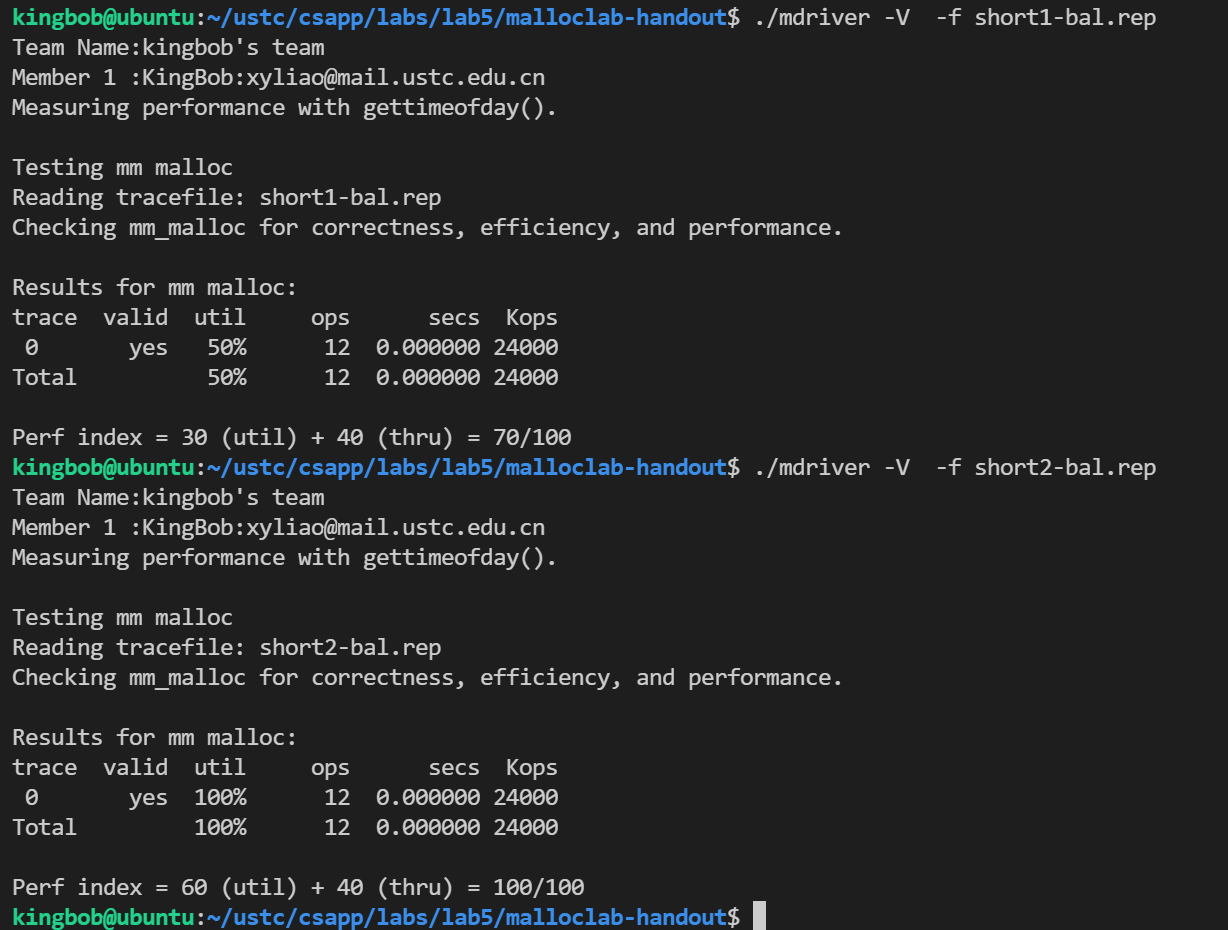 kingbob@ubuntu:~/ustc/csapp/labs/lab5/malloclab-handout$ ./mdriver -V  -f short1-bal.rep
Team Name:kingbob's team
Member 1 :KingBob:xyliao@mail.ustc.edu.cn
Measuring performance with gettimeofday().

Testing mm malloc
Reading tracefile: short1-bal.rep
Checking mm_malloc for correctness, efficiency, and performance.

Results for mm malloc:
trace  valid  util     ops      secs  Kops
 0       yes   50%      12  0.000000 24000
Total          50%      12  0.000000 24000

Perf index = 30 (util) + 40 (thru) = 70/100
kingbob@ubuntu:~/ustc/csapp/labs/lab5/malloclab-handout$ ./mdriver -V  -f short2-bal.rep
Team Name:kingbob's team
Member 1 :KingBob:xyliao@mail.ustc.edu.cn
Measuring performance with gettimeofday().

Testing mm malloc
Reading tracefile: short2-bal.rep
Checking mm_malloc for correctness, efficiency, and performance.

Results for mm malloc:
trace  valid  util     ops      secs  Kops
 0       yes  100%      12  0.000000 24000
Total         100%      12  0.000000 24000

Perf index = 60 (util) + 40 (thru) = 100/100
kingbob@ubuntu:~/ustc/csapp/labs/lab5/malloclab-handout$